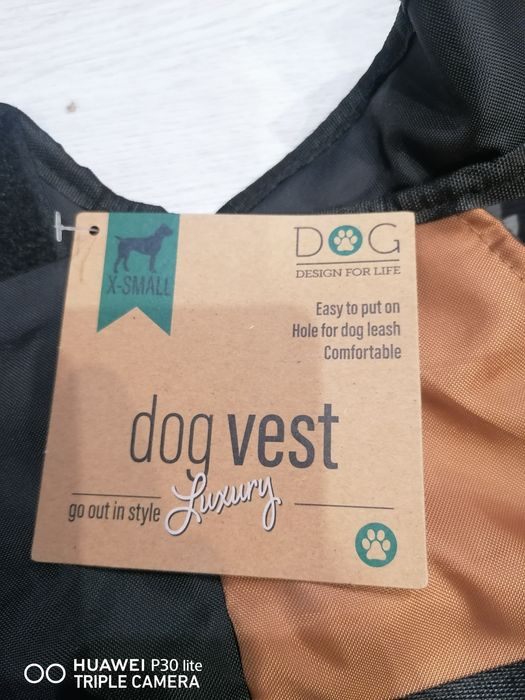 X-SMALL
DOG
DESIGN FOR LIFE
Easy to put on
Hole for dog leash
Comfortable
dog vest
go out in style Luxury
HUAWEI P30 lite
TRIPLE CAMERA